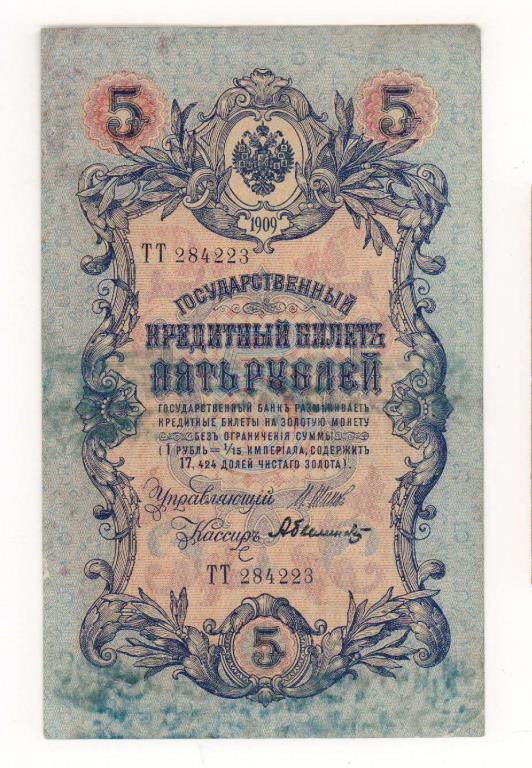 5 5
1909
ТТ 284223
ГОСУДАРСТВЕННЫЙ
КРЕДИТНЫЙ БИЛЕТЪ
ПЯТЬ РУБЛЕЙ
ГОСУДАРСТВЕННЫЙ БАНКЪ РАЗМѢНИВАЕТЪ
КРЕДИТНЫЕ БИЛЕТЫ НА ЗОЛОТУЮ МОНЕТУ
БЕЗЪ ОГРАНИЧЕНІЯ СУММЫ
(1 РУБЛЬ = 1/15 ИМПЕРІАЛА, СОДЕРЖИТЪ
17,424 ДОЛЕЙ ЧИСТАГО ЗОЛОТА).
Управляющій
Кассиръ
ТТ 284223
5